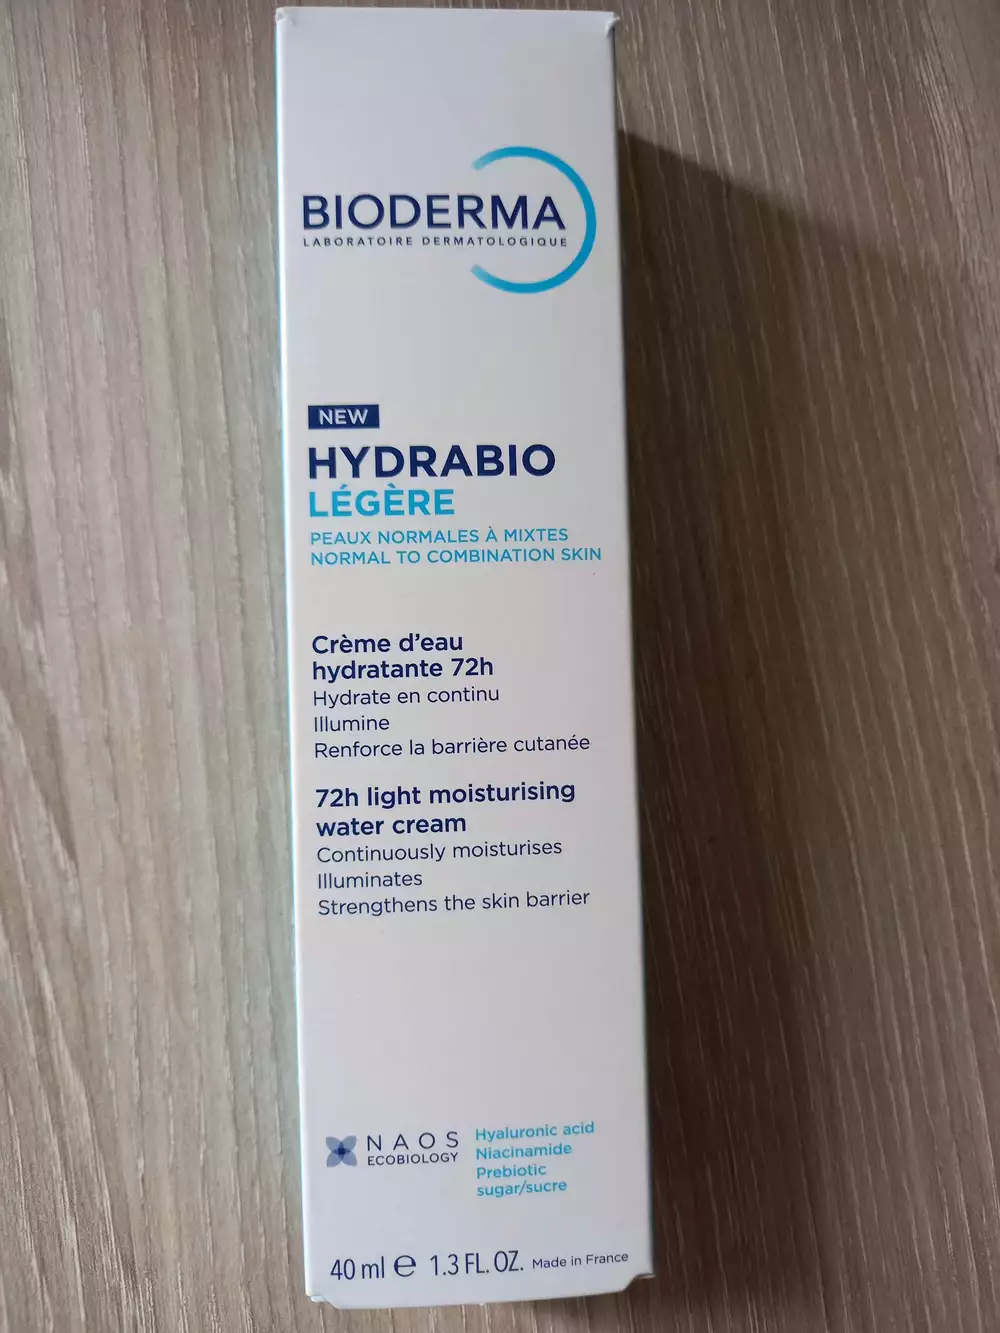 BIODERMA
LABORATOIRE DERMATOLOGIQUE
NEW
HYDRABIO
LÉGÈRE
PEAUX NORMALES À MIXTES
NORMAL TO COMBINATION SKIN
Crème d'eau
hydratante 72h
Hydrate en continu
Illumine
Renforce la barrière cutanée
72h light moisturising
water cream
Continuously moisturises
Illuminates
Strengthens the skin barrier
NAOS
ECOBIOLOGY
Hyaluronic acid
Niacinamide
Prebiotic
sugar/sucre
40 ml ℮ 1.3 FL. OZ. Made in France